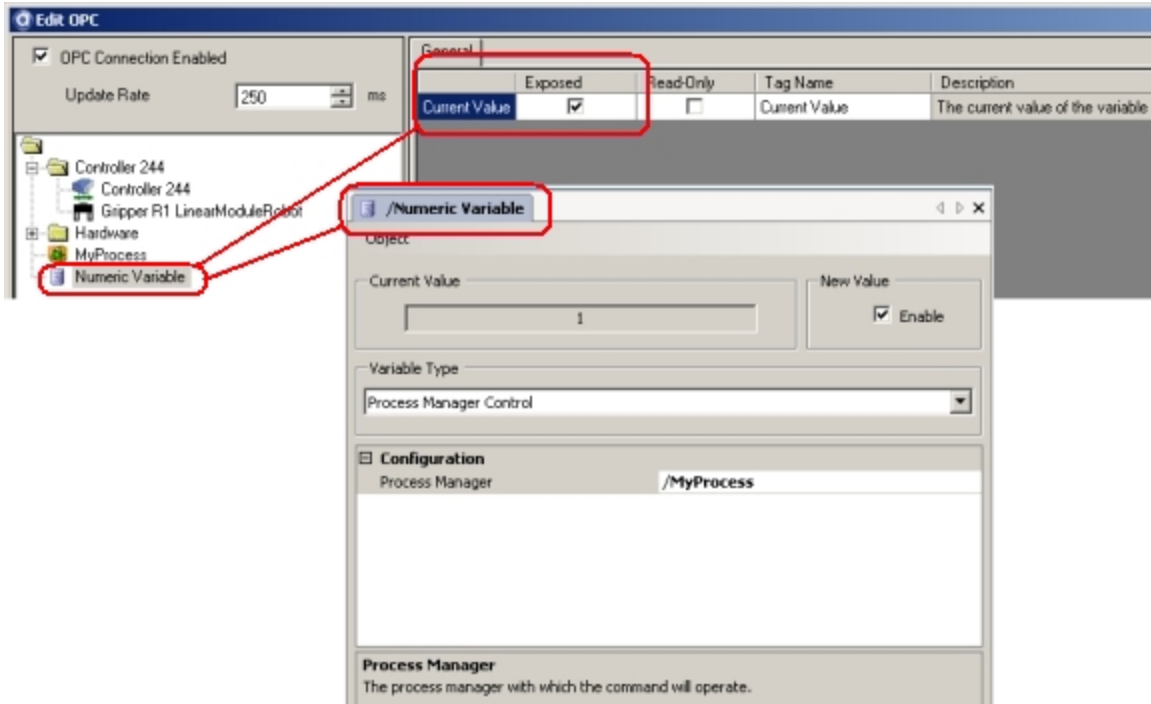 Edit OPC
OPC Connection Enabled
Update Rate 250 ms
General
Exposed Read-Only Tag Name Description
Current Value Current Value The current value of the variable
Controller 244
Controller 244
Gripper R1 LinearModuleRobot
Hardware
MyProcess
Numeric Variable
/Numeric Variable
Object
Current Value New Value
1 Enable
Variable Type
Process Manager Control
Configuration
Process Manager /MyProcess
Process Manager
The process manager with which the command will operate.